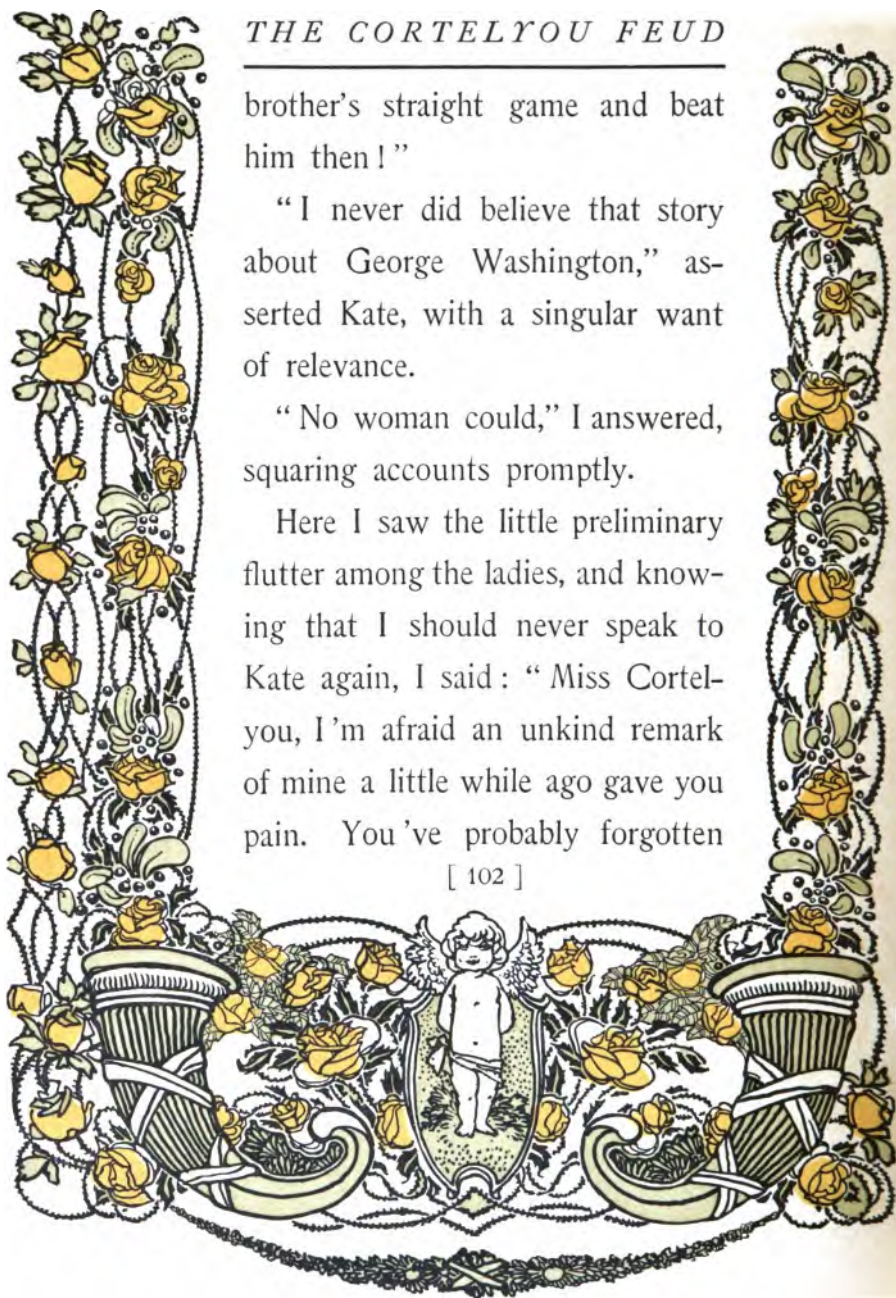 THE CORTELYOU FEUD
brother's straight game and beat
him then!"
"I never did believe that story
about George Washington," as-
serted Kate, with a singular want
of relevance.
"No woman could," I answered,
squaring accounts promptly.
Here I saw the little preliminary
flutter among the ladies, and know-
ing that I should never speak to
Kate again, I said: "Miss Cortel-
you, I'm afraid an unkind remark
of mine a little while ago gave you
pain. You've probably forgotten
[ 102 ]